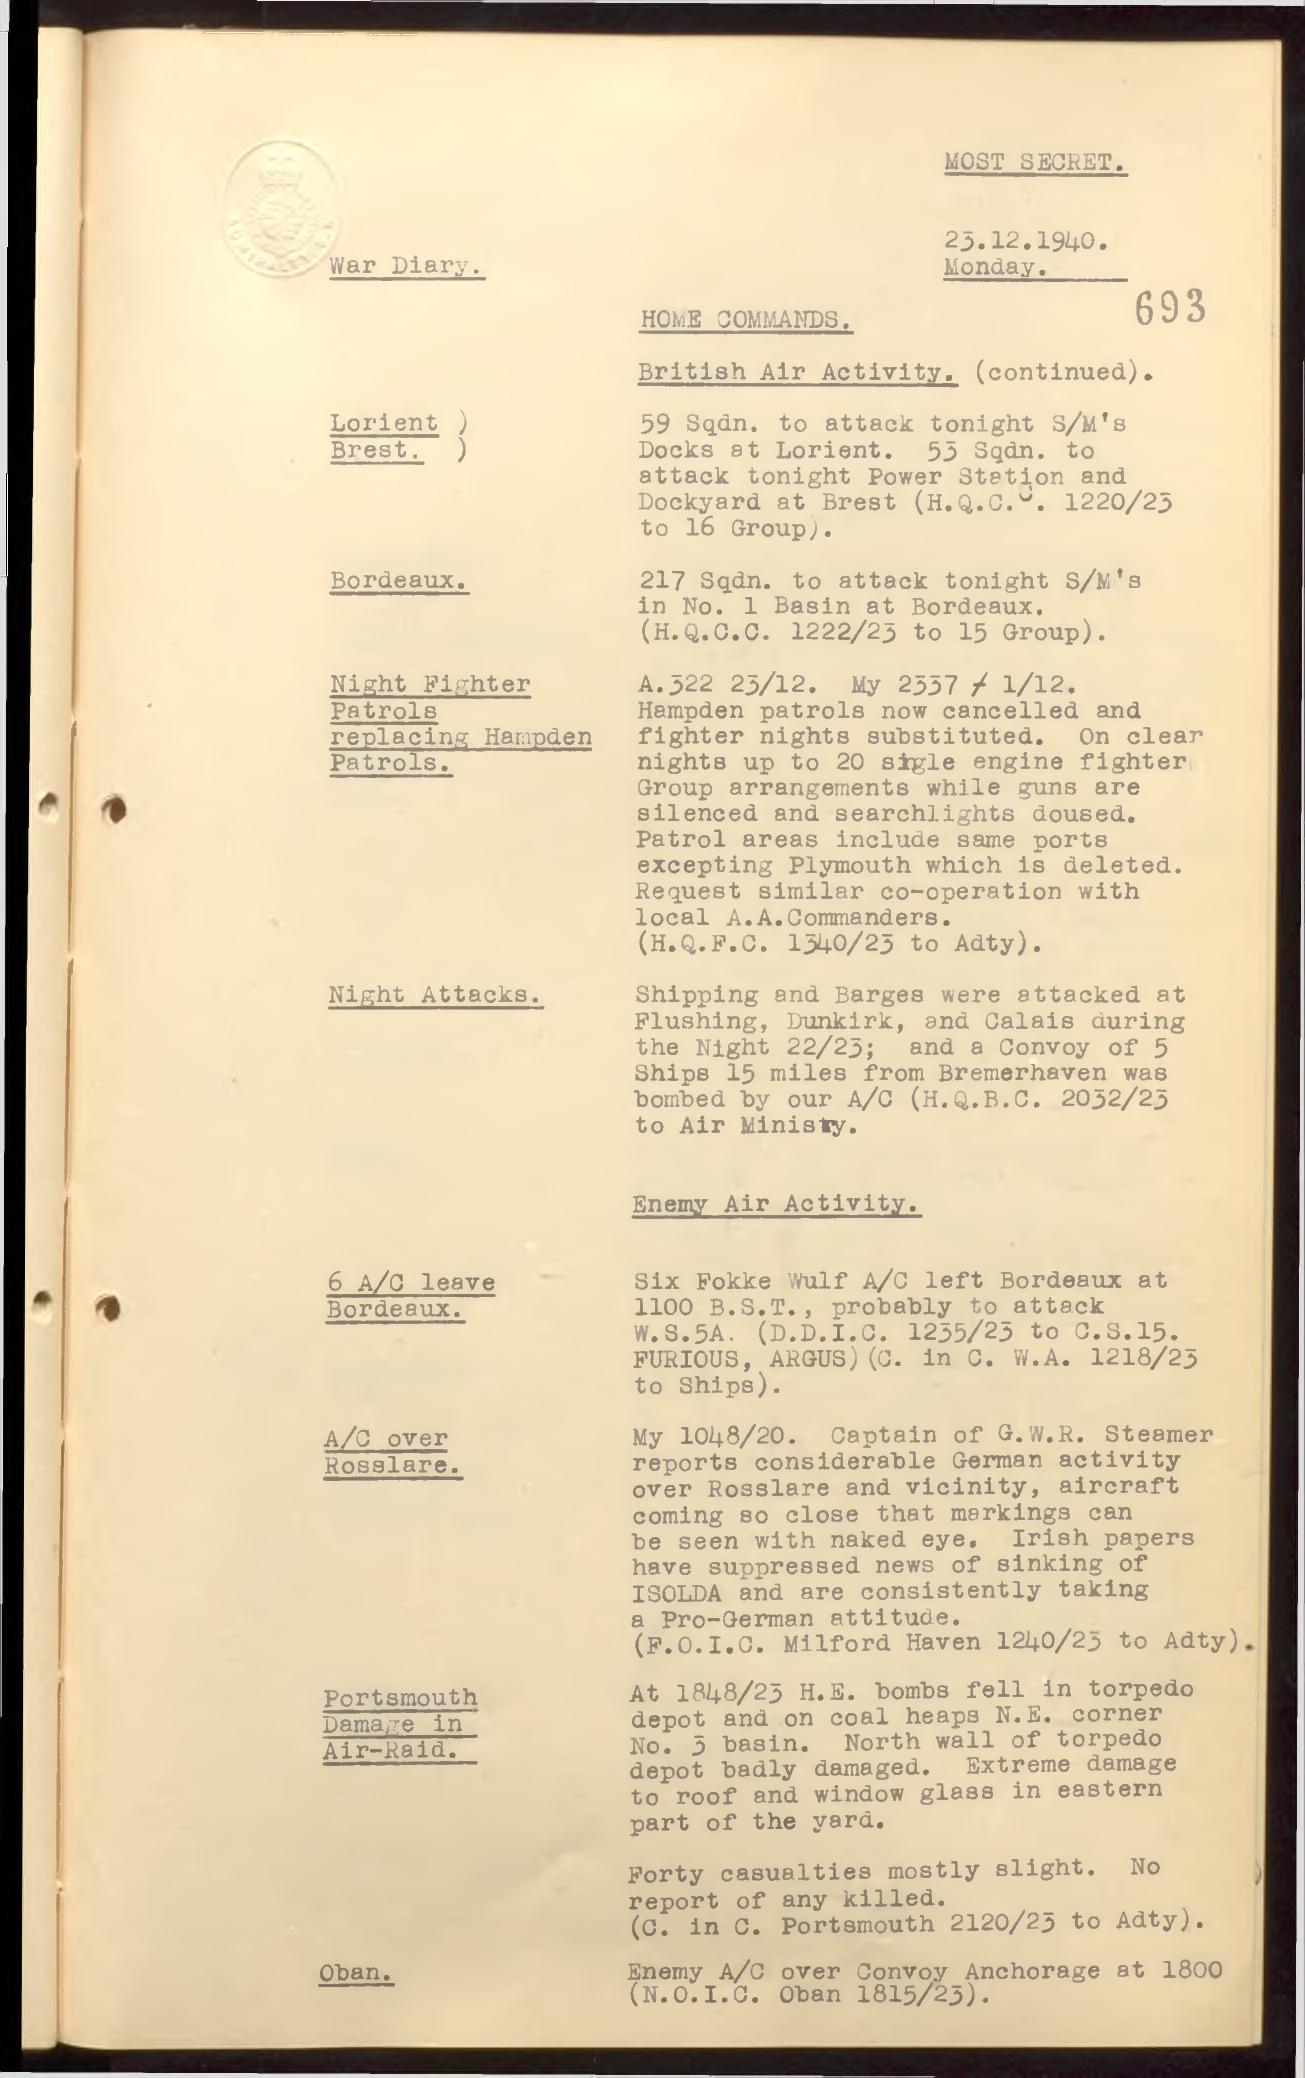 MOST SECRET.
23.12.1940.
War Diary.
Monday.
693
HOME COMMANDS.
British Air Activity. (continued).
Lorient )
Brest. )
59 Sqdn. to attack tonight S/M's
Docks at Lorient. 53 Sqdn. to
attack tonight Power Station and
Dockyard at Brest (H.Q.C.C. 1220/23
to 16 Group).
Bordeaux.
217 Sqdn. to attack tonight S/M's
in No. 1 Basin at Bordeaux.
(H.Q.C.C. 1222/23 to 15 Group).
Night Fighter
Patrols
replacing Hampden
Patrols.
A.322 23/12. My 2337 / 1/12.
Hampden patrols now cancelled and
fighter nights substituted. On clear
nights up to 20 single engine fighter
Group arrangements while guns are
silenced and searchlights doused.
Patrol areas include same ports
excepting Plymouth which is deleted.
Request similar co-operation with
local A.A.Commanders.
(H.Q.F.C. 1340/23 to Adty).
Night Attacks.
Shipping and Barges were attacked at
Flushing, Dunkirk, and Calais during
the Night 22/23; and a Convoy of 5
Ships 15 miles from Bremerhaven was
bombed by our A/C (H.Q.B.C. 2032/23
to Air Ministry.
Enemy Air Activity.
6 A/C leave
Bordeaux.
Six Fokke Wulf A/C left Bordeaux at
1100 B.S.T., probably to attack
W.S.5A. (D.D.I.C. 1235/23 to C.S.15.
FURIOUS, ARGUS) (C. in C. W.A. 1218/23
to Ships).
A/C over
Rosslare.
My 1048/20. Captain of G.W.R. Steamer
reports considerable German activity
over Rosslare and vicinity, aircraft
coming so close that markings can
be seen with naked eye. Irish papers
have suppressed news of sinking of
ISOLDA and are consistently taking
a Pro-German attitude.
(F.O.I.C. Milford Haven 1240/23 to Adty).
Portsmouth
Damage in
Air-Raid.
At 1848/23 H.E. bombs fell in torpedo
depot and on coal heaps N.E. corner
No. 3 basin. North wall of torpedo
depot badly damaged. Extreme damage
to roof and window glass in eastern
part of the yard.
Forty casualties mostly slight. No
report of any killed.
(C. in C. Portsmouth 2120/23 to Adty).
Oban.
Enemy A/C over Convoy Anchorage at 1800
(N.O.I.C. Oban 1815/23).